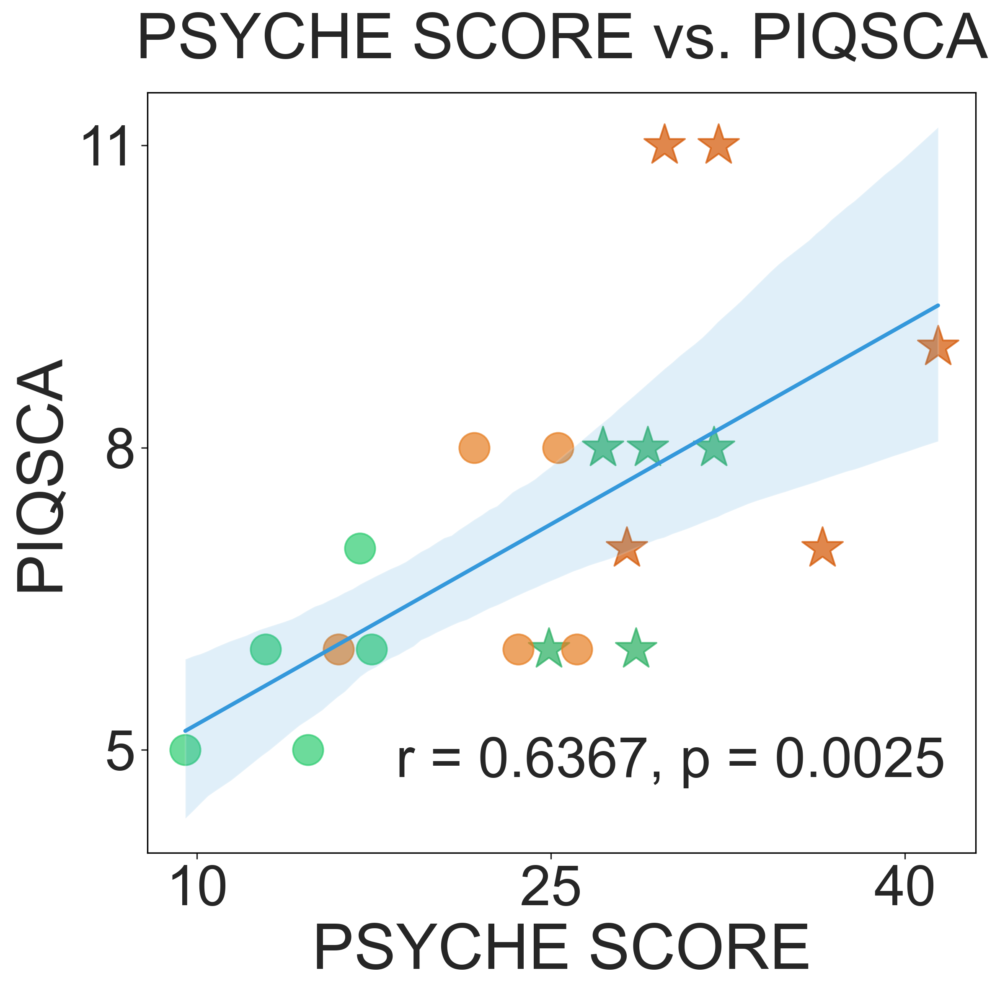 PSYCHE SCORE vs. PIQSCA
11
8
5
PIQSCA
r = 0.6367, p = 0.0025
10 25 40
PSYCHE SCORE